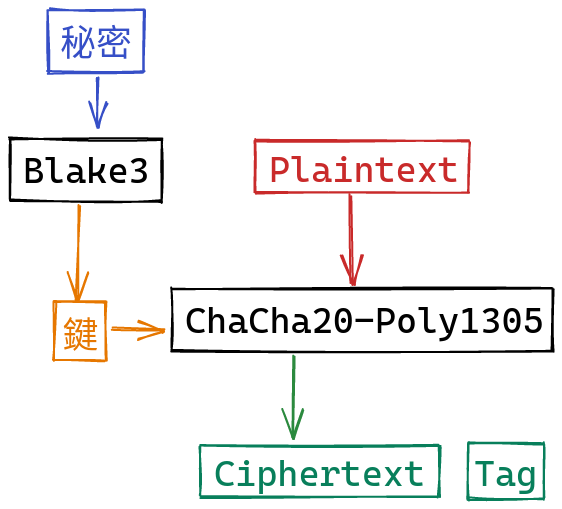 秘密
Blake3
Plaintext
鍵
ChaCha20-Poly1305
Ciphertext
Tag